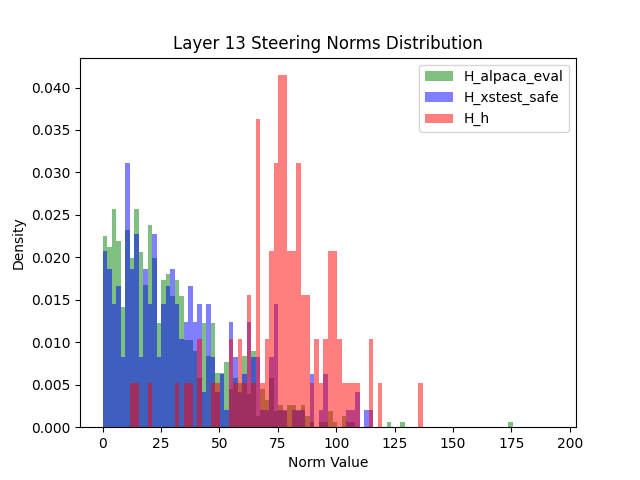 Layer 13 Steering Norms Distribution
H_alpaca_eval
H_xstest_safe
H_h
0.040
0.035
0.030
0.025
0.020
0.015
0.010
0.005
0.000
Density
0 25 50 75 100 125 150 175 200
Norm Value